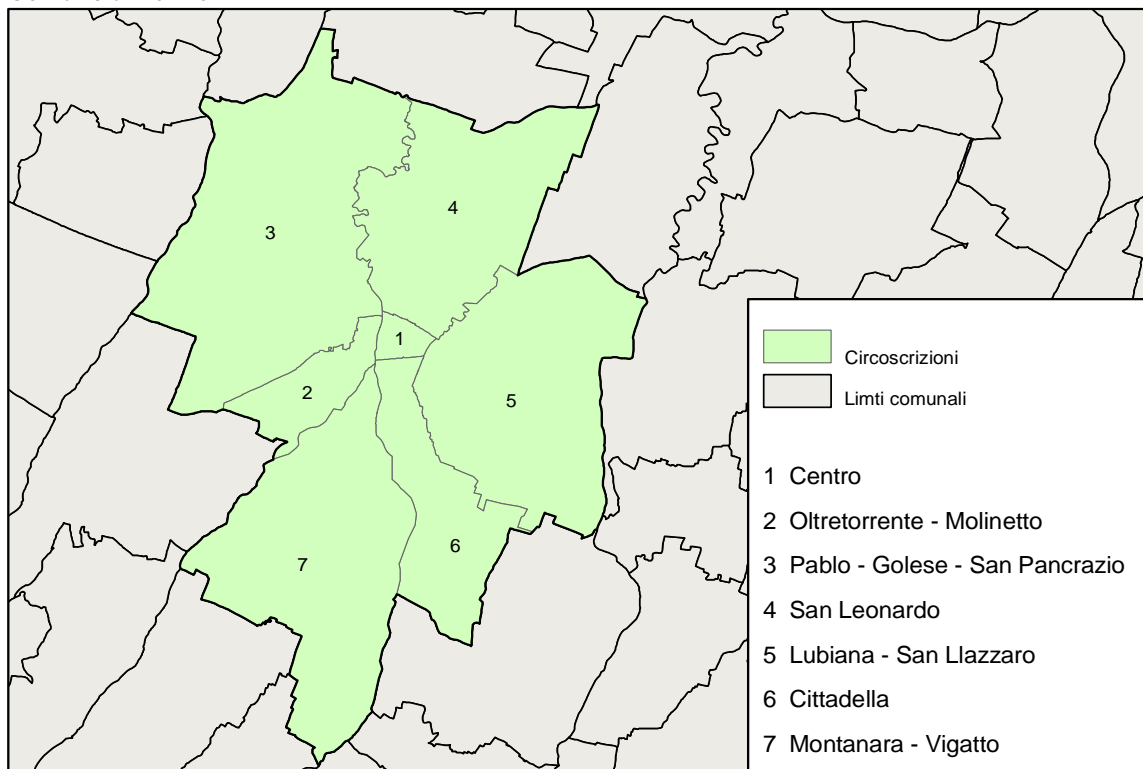 4
3
1
2
5
6
7
Circoscrizioni
Limti comunali
1 Centro
2 Oltretorrente - Molinetto
3 Pablo - Golese - San Pancrazio
4 San Leonardo
5 Lubiana - San Llazzaro
6 Cittadella
7 Montanara - Vigatto